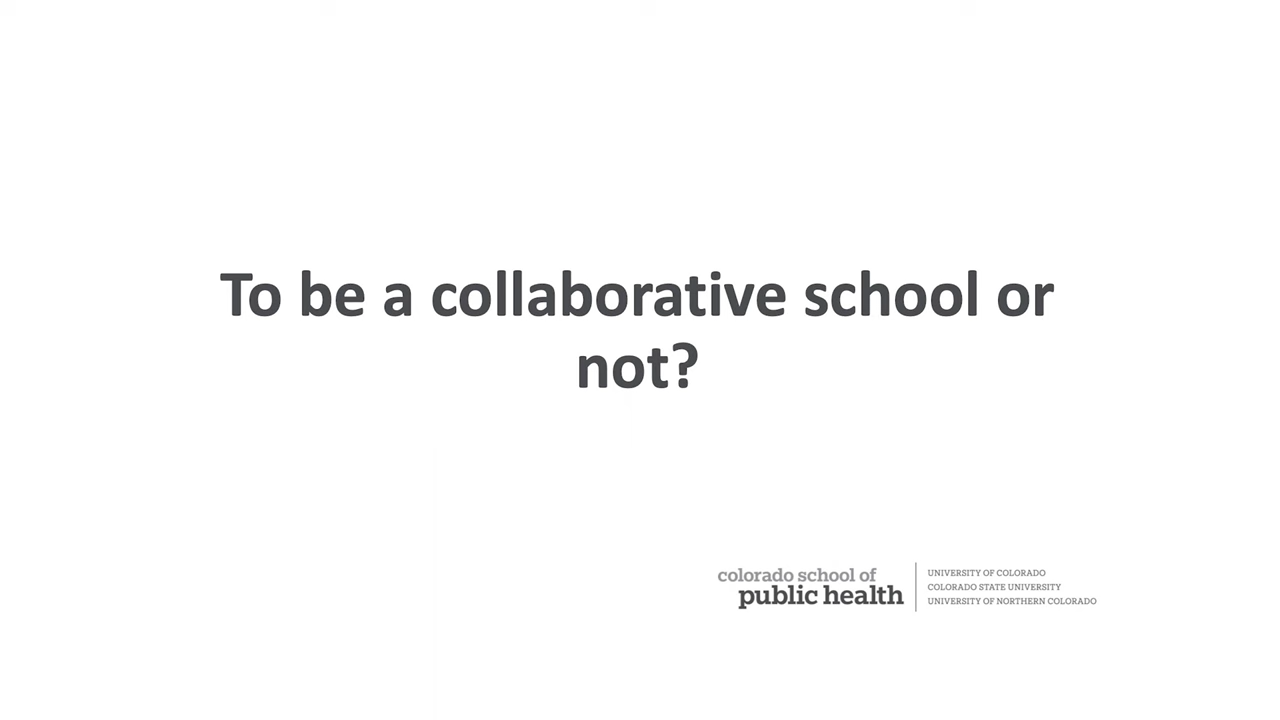 To be a collaborative school or
not?
colorado school of
public health
UNIVERSITY OF COLORADO
COLORADO STATE UNIVERSITY
UNIVERSITY OF NORTHERN COLORADO